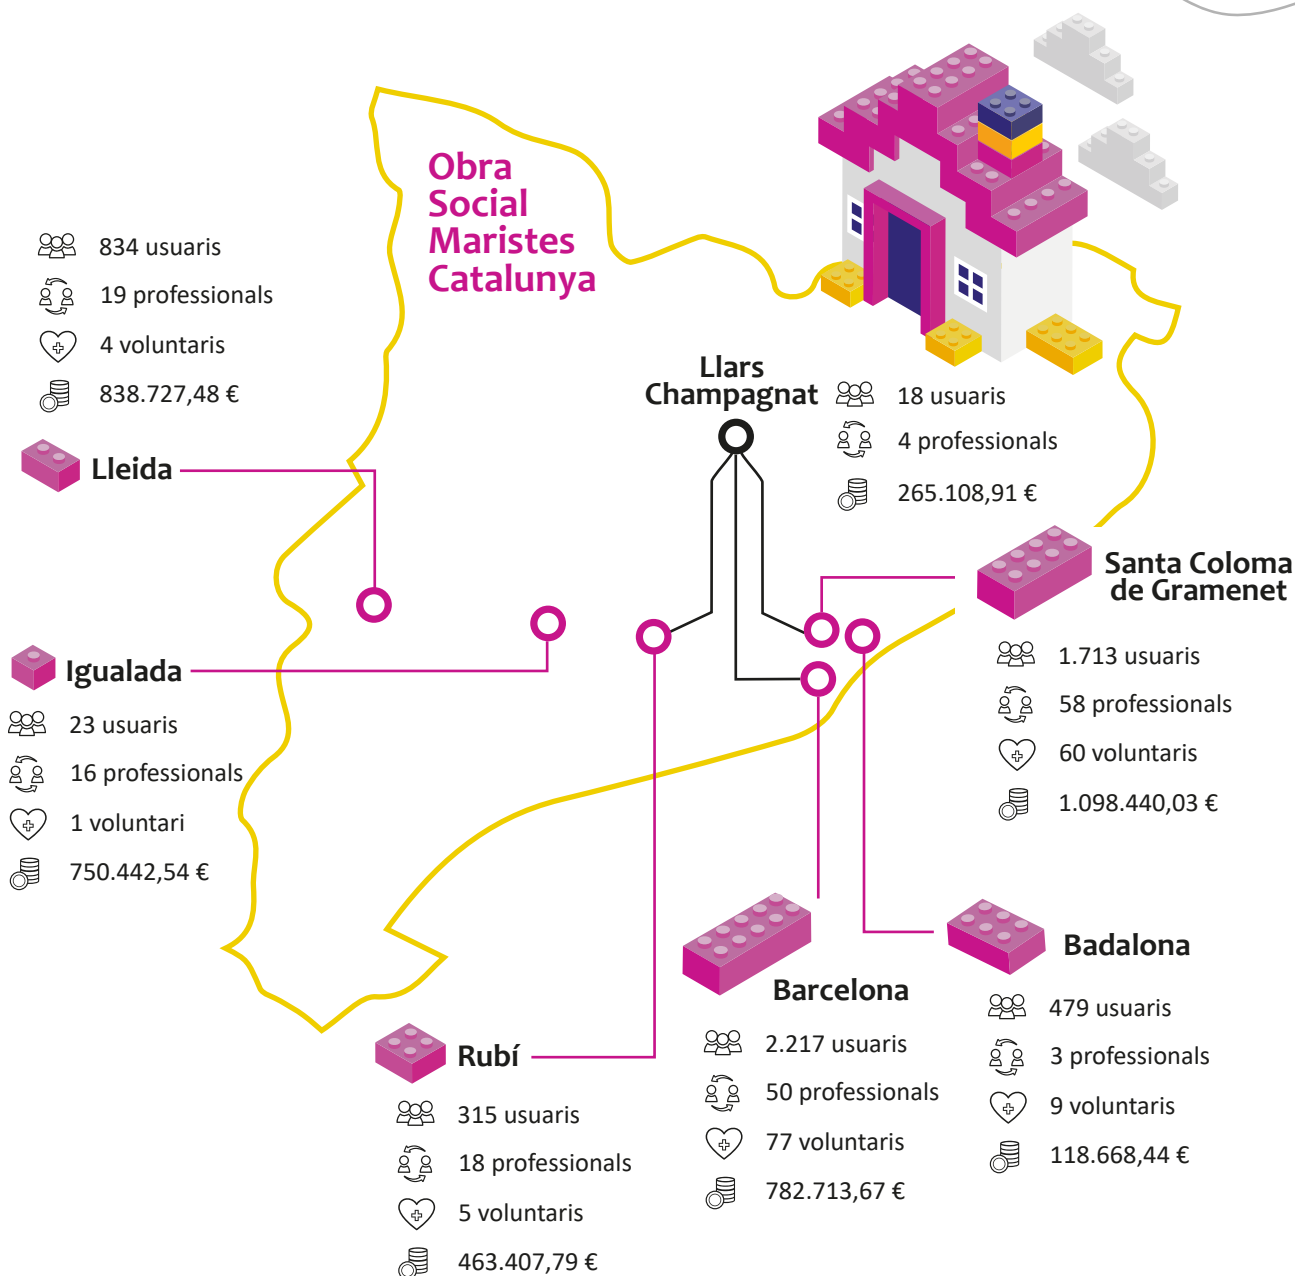 Obra
Social
Maristes
Catalunya
834 usuaris
19 professionals
4 voluntaris
838.727,48 €
Lleida
Llars
Champagnat
18 usuaris
4 professionals
265.108,91 €
Santa Coloma
de Gramenet
1.713 usuaris
58 professionals
60 voluntaris
1.098.440,03 €
Igualada
23 usuaris
16 professionals
1 voluntari
750.442,54 €
Barcelona
2.217 usuaris
50 professionals
77 voluntaris
782.713,67 €
Badalona
479 usuaris
3 professionals
9 voluntaris
118.668,44 €
Rubí
315 usuaris
18 professionals
5 voluntaris
463.407,79 €